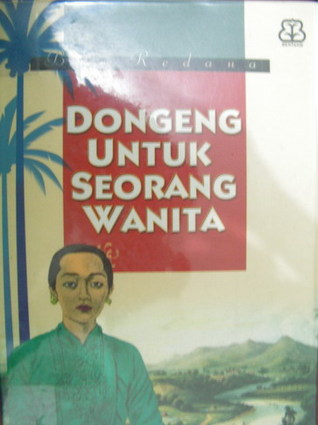 Redana
DONGENG
UNTUK
SEORANG
WANITA